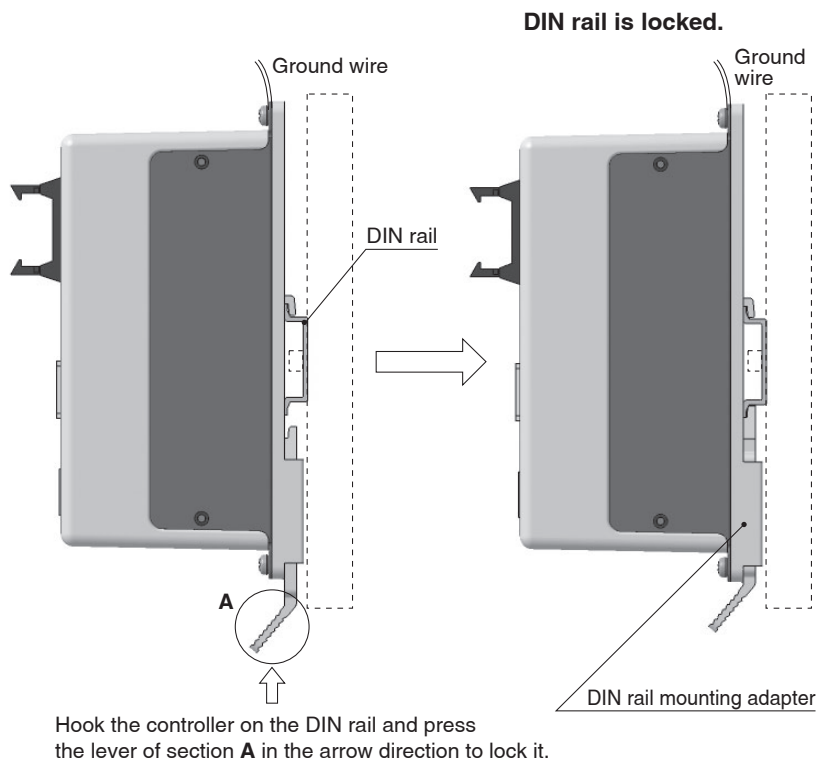 DIN rail is locked.
Ground wire
Ground
wire
DIN rail
A
DIN rail mounting adapter
Hook the controller on the DIN rail and press
the lever of section A in the arrow direction to lock it.